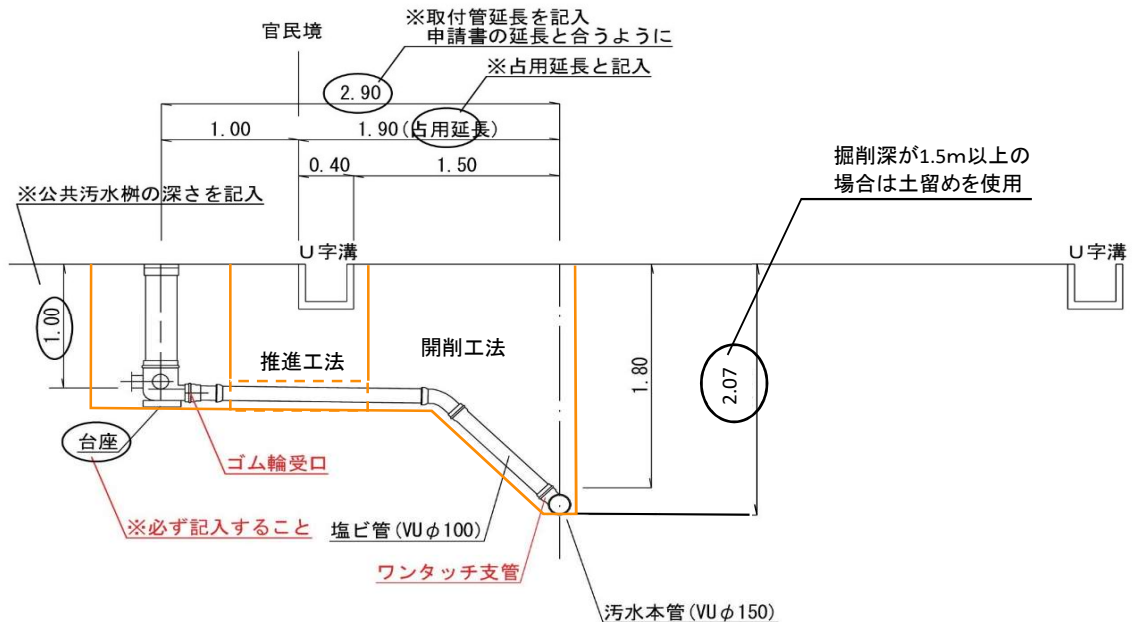 ※取付管延長を記入
申請書の延長と合うように
官民境
※占用延長と記入
2.90
1.00
1.90(占用延長)
0.40
1.50
掘削深が1.5m以上の
場合は土留めを使用
※公共汚水桝の深さを記入
U字溝
U字溝
1.00
推進工法
開削工法
1.80
2.07
台座
ゴム輪受口
※必ず記入すること
塩ビ管(VUφ100)
ワンタッチ支管
汚水本管(VUφ150)